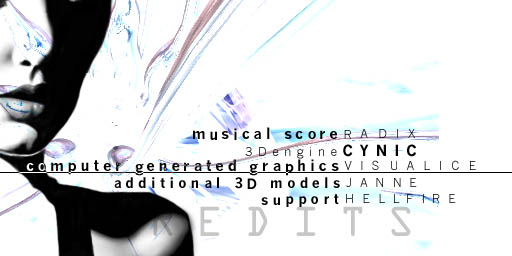 musical score RADIX
3Dengine CYNIC
computer generated graphics VISUALICE
additional 3D models JANNE
support HELLFIRE
REDITS